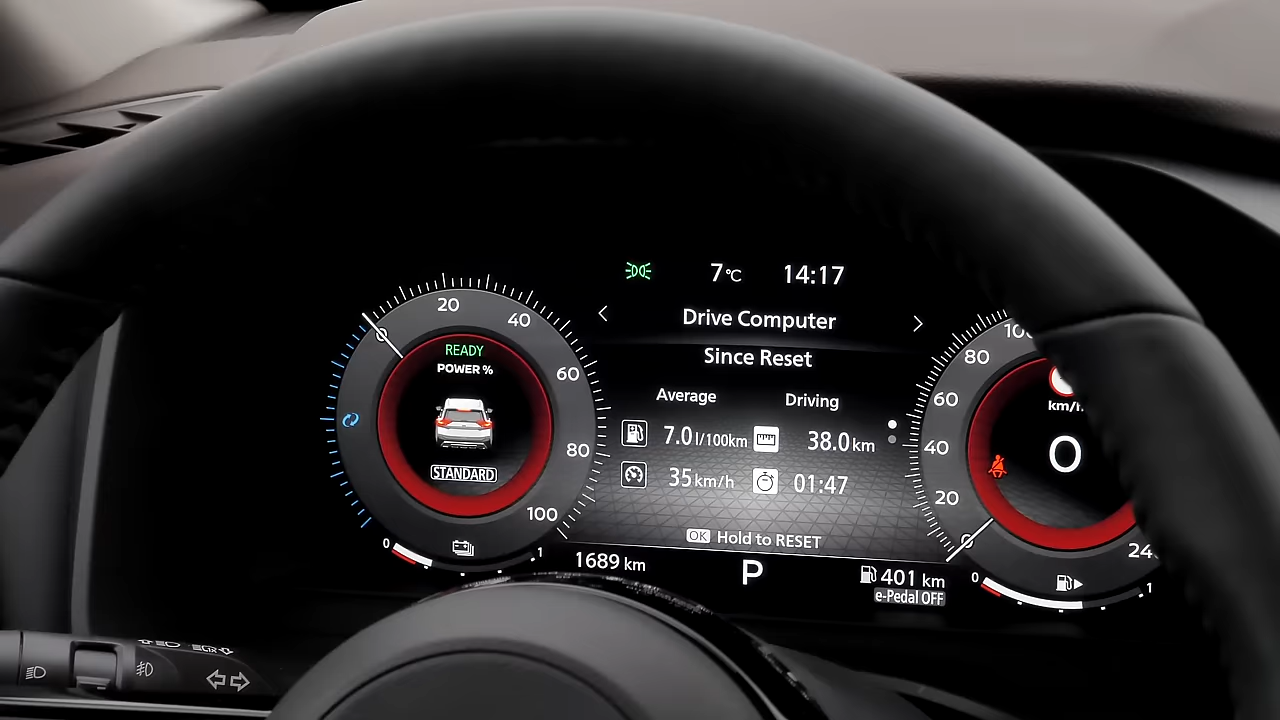 7°C 14:17
Drive Computer
Since Reset
Average Driving
7.0 l/100km 38.0 km
35 km/h 01:47
OK Hold to RESET
1689 km P 401 km
e-Pedal OFF
0 20 40 60 80 100
READY
POWER %
STANDARD
0 1
0 20 40 60 80
km/h
0
0 1